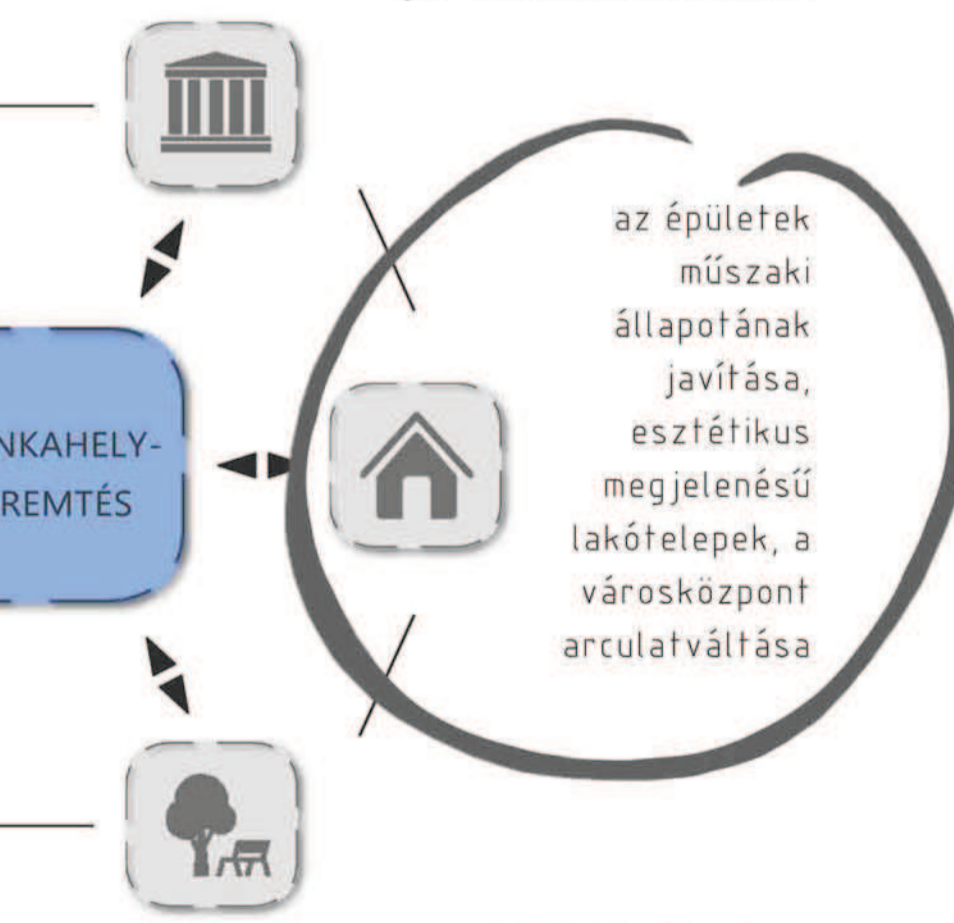 NKAHELY-
REMTÉS
az épületek
műszaki
állapotának
javítása,
esztétikus
megjelenésű
lakótelepek, a
városközpont
arculatváltása